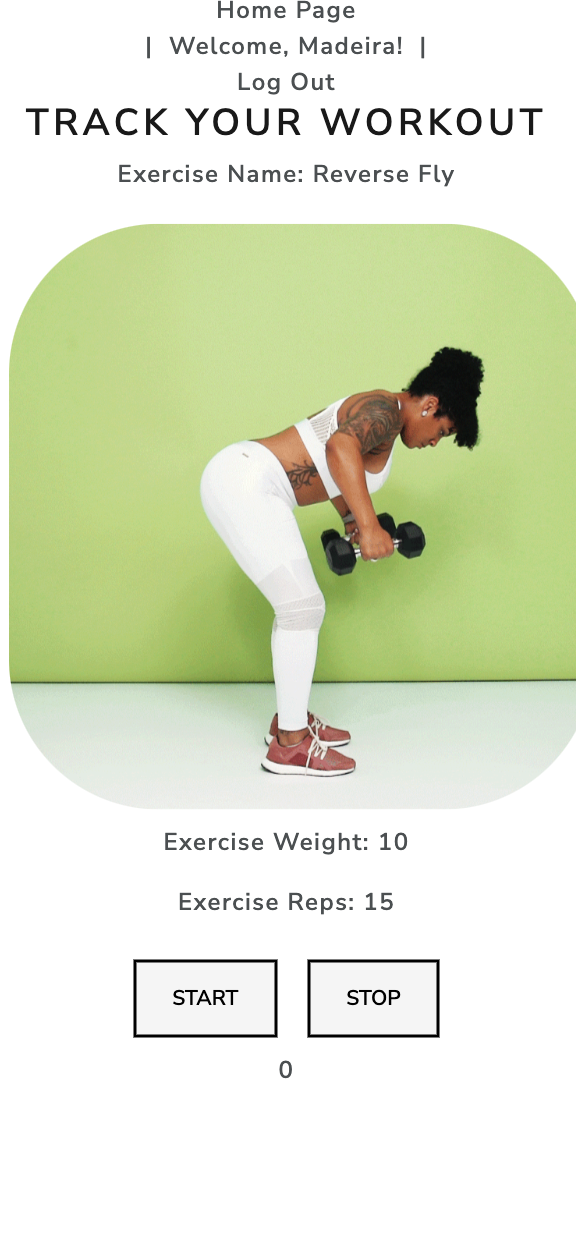 Home Page
| Welcome, Madeira! |
Log Out
TRACK YOUR WORKOUT
Exercise Name: Reverse Fly
Exercise Weight: 10
Exercise Reps: 15
START STOP
0